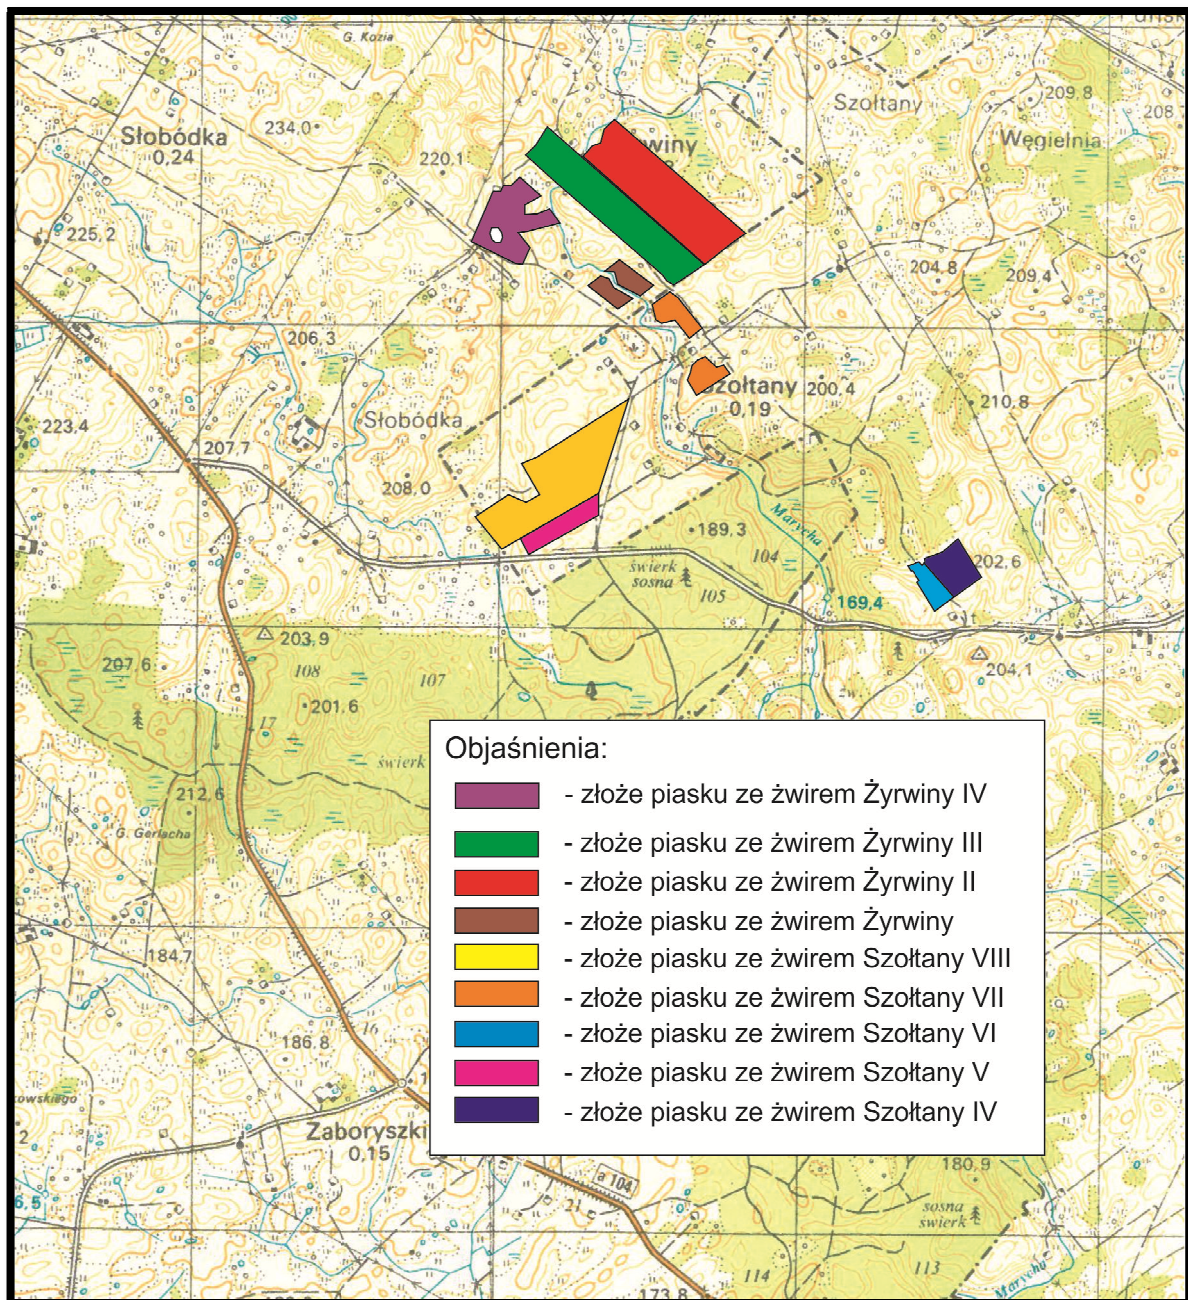 G. Kozia
Szołtany
209,8
208
Słobódka
0,24
234,0
220,1
winy
Węgielnia
225,2
204,8
209,4
206,3
zołtany
0,19
200,4
210,8
223,4
Słobódka
207,7
208,0
189,3
Marycha
104
świerk
sosna
105
202,6
169,4
203,9
204,1
207,6
108
107
201,6
17
zw.
świerk
212,6
G. Gerlacha
184,7
16
186,8
kowskiego
2
Zaboryszki
0,15
6,5
a 104
21
180,9
sosna
świerk
114
113
173,8
Marycha
Objaśnienia:
- złoże piasku ze żwirem Żyrwiny IV
- złoże piasku ze żwirem Żyrwiny III
- złoże piasku ze żwirem Żyrwiny II
- złoże piasku ze żwirem Żyrwiny
- złoże piasku ze żwirem Szołtany VIII
- złoże piasku ze żwirem Szołtany VII
- złoże piasku ze żwirem Szołtany VI
- złoże piasku ze żwirem Szołtany V
- złoże piasku ze żwirem Szołtany IV